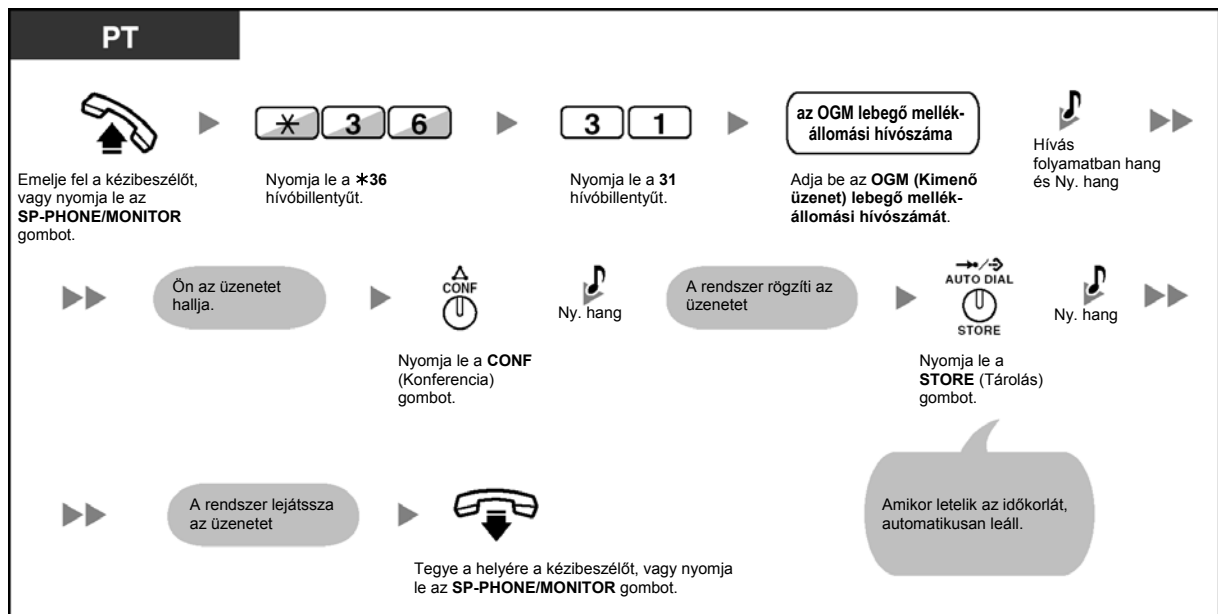 PT
✳ 3 6
3 1
az OGM lebegő mellék-
állomási hívószáma
Emelje fel a kézibeszélőt,
vagy nyomja le az
SP-PHONE/MONITOR
gombot.
Nyomja le a ✳36
hívóbillentyűt.
Nyomja le a 31
hívóbillentyűt.
Adja be az OGM (Kimenő
üzenet) lebegő mellék-
állomási hívószámát.
Hívás
folyamatban hang
és Ny. hang
Ön az üzenetet
hallja.
CONF
Nyomja le a CONF
(Konferencia)
gombot.
Ny. hang
A rendszer rögzíti az
üzenetet
AUTO DIAL
STORE
Nyomja le a
STORE (Tárolás)
gombot.
Ny. hang
Amikor letelik az időkorlát,
automatikusan leáll.
A rendszer lejátssza
az üzenetet
Tegye a helyére a kézibeszélőt, vagy nyomja
le az SP-PHONE/MONITOR gombot.